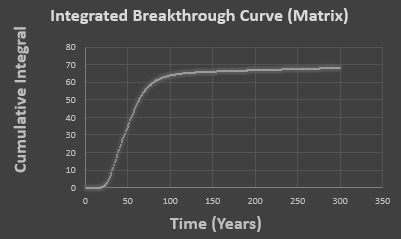 Integrated Breakthrough Curve (Matrix)
Cumulative Integral
80
70
60
50
40
30
20
10
0
0 50 100 150 200 250 300 350
Time (Years)